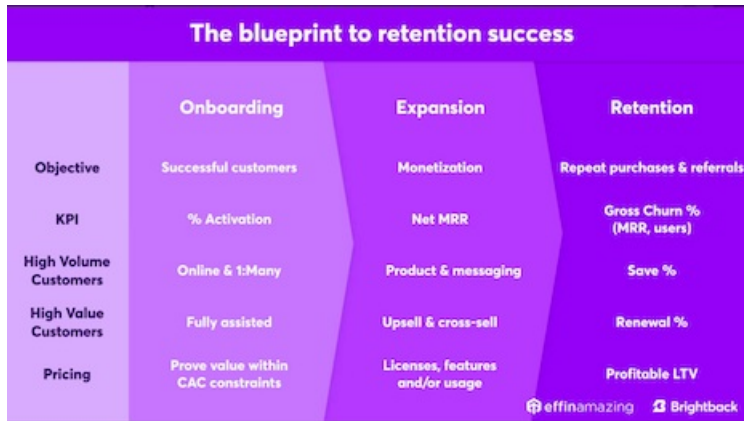 The blueprint to retention success
Onboarding
Expansion
Retention
Objective
Successful customers
Monetization
Repeat purchases & referrals
KPI
% Activation
Net MRR
Gross Churn %
(MRR, users)
High Volume
Customers
Online & 1:Many
Product & messaging
Save %
High Value
Customers
Fully assisted
Upsell & cross-sell
Renewal %
Pricing
Prove value within
CAC constraints
Licenses, features
and/or usage
Profitable LTV
effinamazing
Brightback